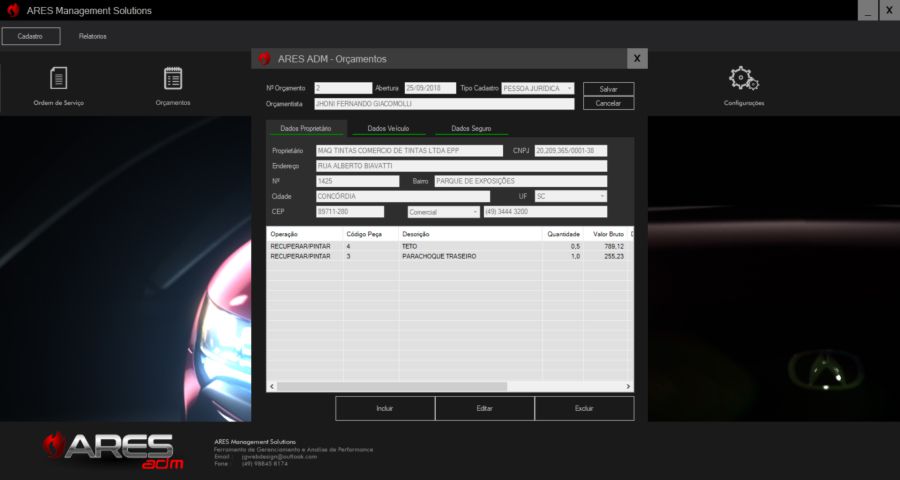 ARES Management Solutions
_ X
Cadastro Relatorios
ARES ADM - Orçamentos X
Ordem de Serviço Orçamentos Configurações
Nº Orçamento 2 Abertura 25/09/2018 Tipo Cadastro PESSOA JURÍDICA Salvar
Orçamentista JHONI FERNANDO GIACOMOLLI Cancelar
Dados Proprietário Dados Veículo Dados Seguro
Proprietário MAQ TINTAS COMERCIO DE TINTAS LTDA EPP CNPJ 20.209.365/0001-38
Endereço RUA ALBERTO BIAVATTI
Nº 1425 Bairro PARQUE DE EXPOSIÇÕES
Cidade CONCÓRDIA UF SC
CEP 89711-280 Comercial (49) 3444 3200
Operação Código Peça Descrição Quantidade Valor Bruto D
RECUPERAR/PINTAR 4 TETO 0,5 789,12
RECUPERAR/PINTAR 3 PARACHOQUE TRASEIRO 1,0 255,23
Incluir Editar Excluir
ARES adm
ARES Management Solutions
Ferramenta de Gerenciamento e Analise de Performance
Email : jgwebdesign@outlook.com
Fone : (49) 98845 8174